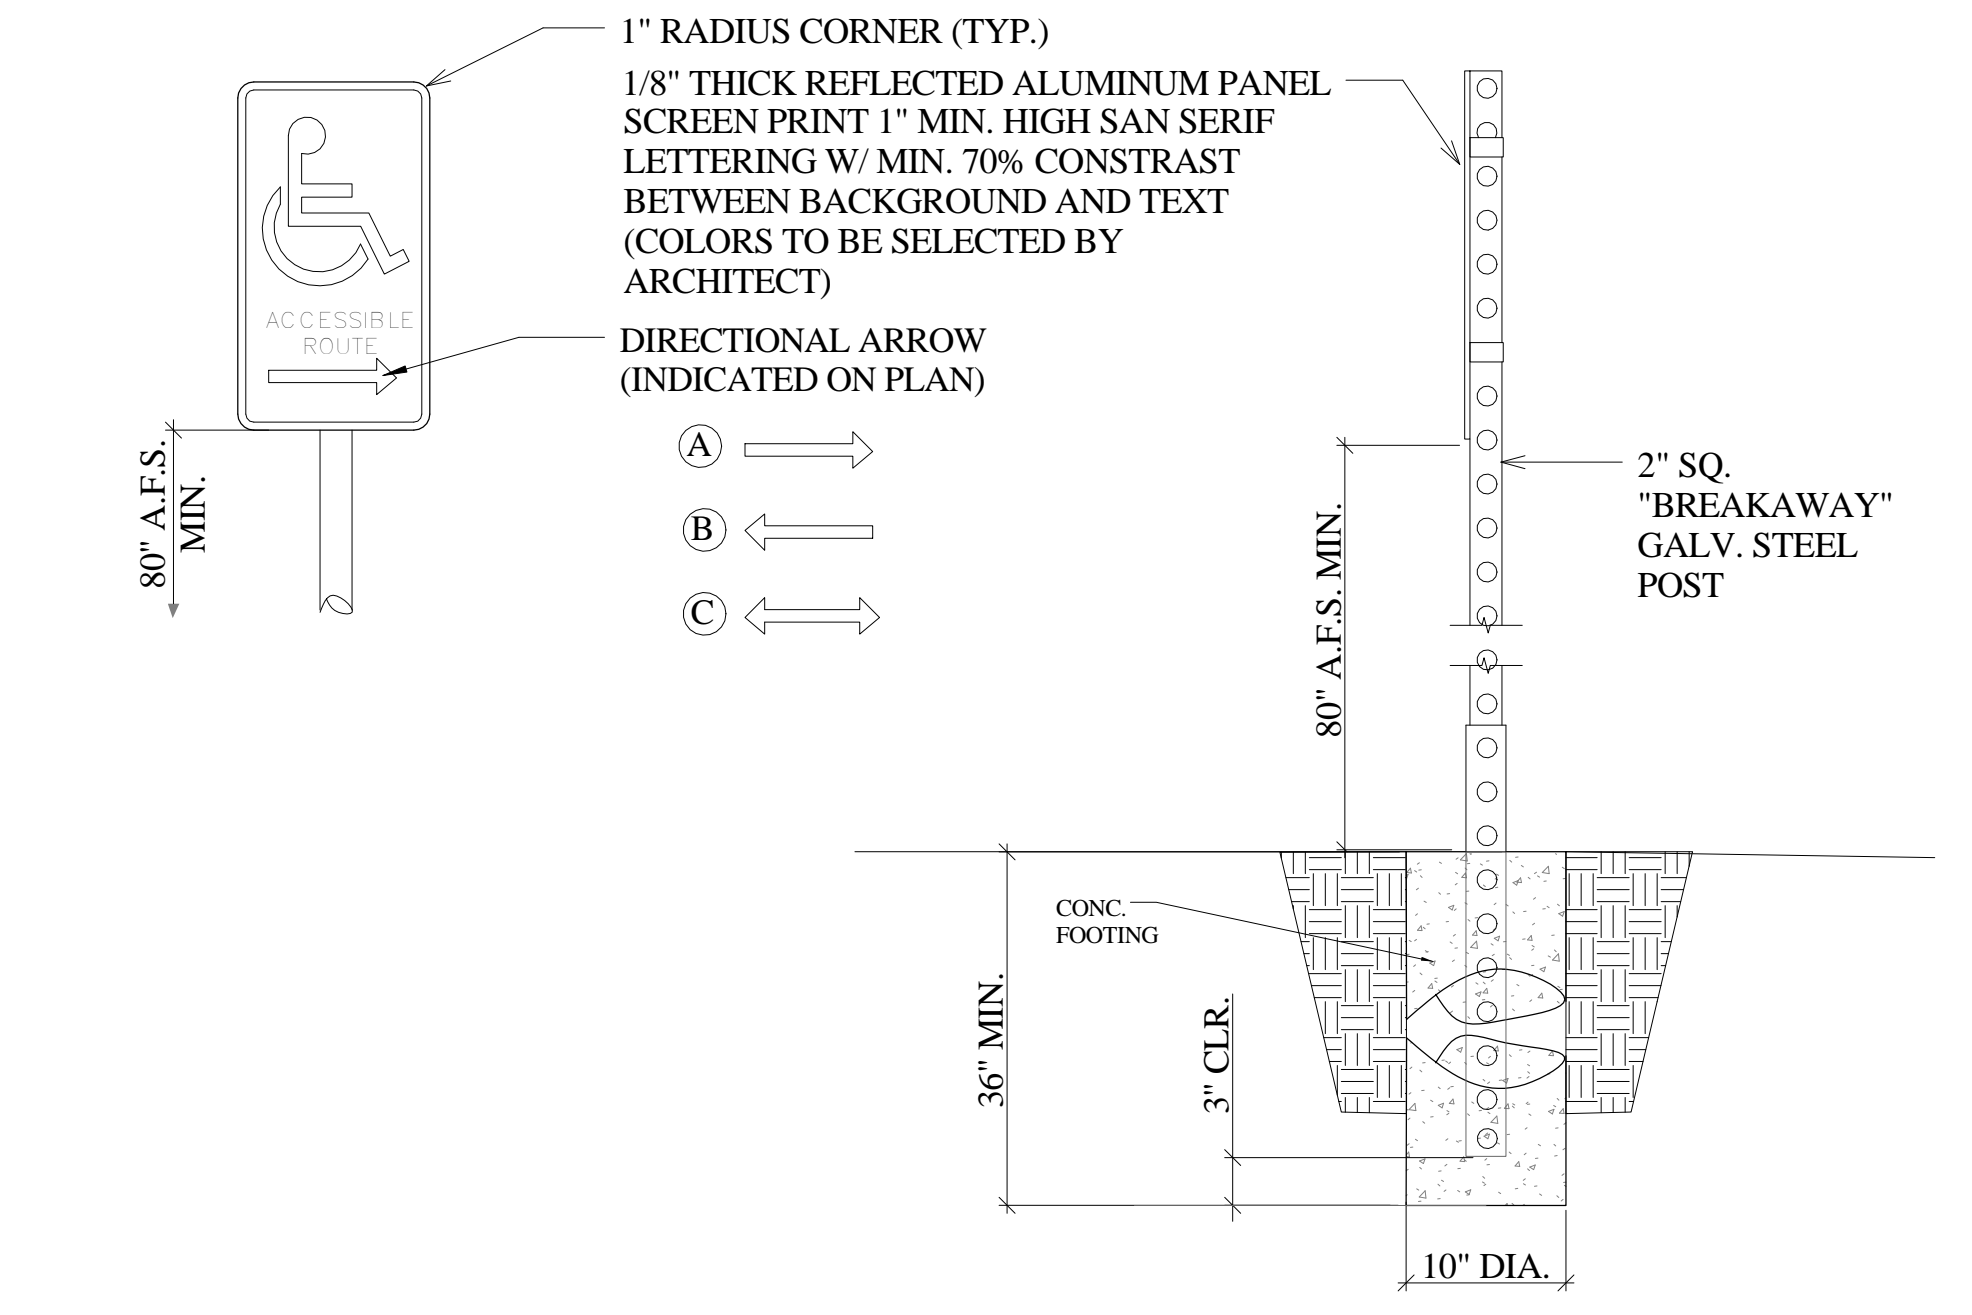 1" RADIUS CORNER (TYP.)
1/8" THICK REFLECTED ALUMINUM PANEL
SCREEN PRINT 1" MIN. HIGH SAN SERIF
LETTERING W/ MIN. 70% CONSTRAST
BETWEEN BACKGROUND AND TEXT
(COLORS TO BE SELECTED BY
ARCHITECT)
ACCESSIBLE
ROUTE
DIRECTIONAL ARROW
(INDICATED ON PLAN)
80" A.F.S.
MIN.
A
B
C
80" A.F.S. MIN.
2" SQ.
"BREAKAWAY"
GALV. STEEL
POST
CONC.
FOOTING
36" MIN.
3" CLR.
10" DIA.